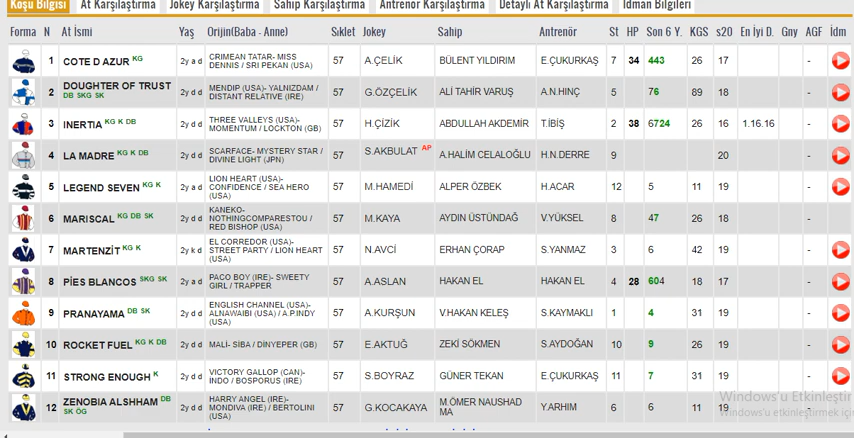 Koşu Bilgisi At Karşılaştırma Jokey Karşılaştırma Sahip Karşılaştırma Antrenör Karşılaştırma Detaylı At Karşılaştırma İdman Bilgileri
Forma N At İsmi Yaş Orijin(Baba - Anne) Sıklet Jokey Sahip Antrenör St HP Son 6 Y. KGS s20 En İyi D. Gny AGF İdm
1 COTE D AZUR KG 2y a d CRIMEAN TATAR- MISS DENNIS / SRI PEKAN (USA) 57 A.ÇELİK BÜLENT YILDIRIM E.ÇUKURKAŞ 7 34 443 26 17 -
2 DOUGHTER OF TRUST DB SKG SK 2y d d MENDIP (USA)- YALNIZDAM / DISTANT RELATIVE (IRE) 57 G.ÖZÇELİK ALİ TAHİR VARUŞ A.N.HINÇ 5 76 89 18 -
3 INERTIA KG K DB 2y d d THREE VALLEYS (USA)- MOMENTUM / LOCKTON (GB) 57 H.ÇİZİK ABDULLAH AKDEMİR T.İBİŞ 2 38 6724 26 16 1.16.16 -
4 LA MADRE KG K DB 2y d d SCARFACE- MYSTERY STAR / DIVINE LIGHT (JPN) 57 S.AKBULAT AP A.HALİM CELALOĞLU H.N.DERRE 9 20 -
5 LEGEND SEVEN KG K 2y a d LION HEART (USA)- CONFIDENCE / SEA HERO (USA) 57 M.HAMEDİ ALPER ÖZBEK H.ACAR 12 5 11 19 -
6 MARISCAL KG DB SK 2y d d KANEKO- NOTHINGCOMPARESTOU / RED BISHOP (USA) 57 M.KAYA AYDIN ÜSTÜNDAĞ V.YÜKSEL 8 47 26 18 -
7 MARTENZİT KG K 2y k d EL CORREDOR (USA)- STREET PARTY / LION HEART (USA) 57 N.AVCİ ERHAN ÇORAP S.YANMAZ 3 6 42 19 -
8 PİES BLANCOS SKG SK 2y a d PACO BOY (IRE)- SWEETY GIRL / TRAPPER 57 A.ASLAN HAKAN EL HAKAN EL 4 28 604 18 17 -
9 PRANAYAMA DB SK 2y d d ENGLISH CHANNEL (USA)- ALNAWAIBI (USA) / A.P.INDY (USA) 57 A.KURŞUN V.HAKAN KELEŞ S.KAYMAKLI 1 4 31 19 -
10 ROCKET FUEL KG K DB 2y d d MALİ- SİBA / DİNYEPER (GB) 57 E.AKTUĞ ZEKİ SÖKMEN S.AYDOĞAN 10 9 26 19 -
11 STRONG ENOUGH K 2y d d VICTORY GALLOP (CAN)- INDO / BOSPORUS (IRE) 57 S.BOYRAZ GÜNER TEKAN E.ÇUKURKAŞ 11 7 31 19 -
12 ZENOBIA ALSHHAM DB SK ÖG 2y d d HARRY ANGEL (IRE)- MONDIVA (IRE) / BERTOLINI (USA) 57 G.KOCAKAYA M.ÖMER NAUSHAD MA Y.ARHIM 6 6 11 19 -
Windows'u Etkinleştir
Windows'u etkinleştirmek için